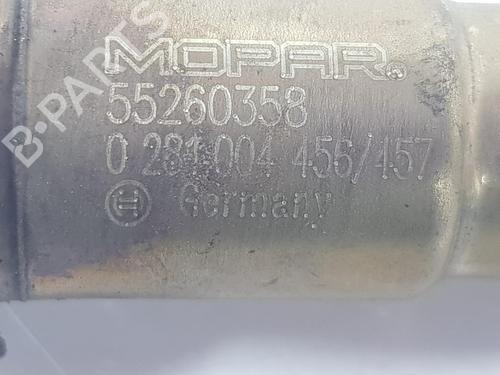 MOPAR.
55260358
0 281 004 456/457
Germany
B-PARTS